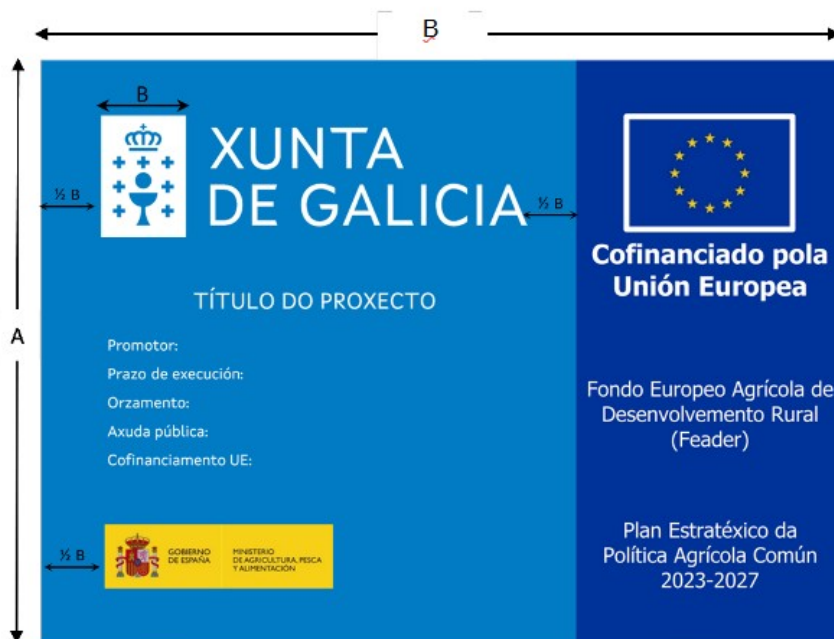 B
B
XUNTA
DE GALICIA
½ B
½ B
Cofinanciado pola
Unión Europea
TÍTULO DO PROXECTO
A
Promotor:
Prazo de execución:
Orzamento:
Axuda pública:
Cofinanciamento UE:
Fondo Europeo Agrícola de
Desenvolvemento Rural
(Feader)
½ B
GOBIERNO
DE ESPAÑA
MINISTERIO
DE AGRICULTURA, PESCA
Y ALIMENTACIÓN
Plan Estratéxico da
Política Agrícola Común
2023-2027